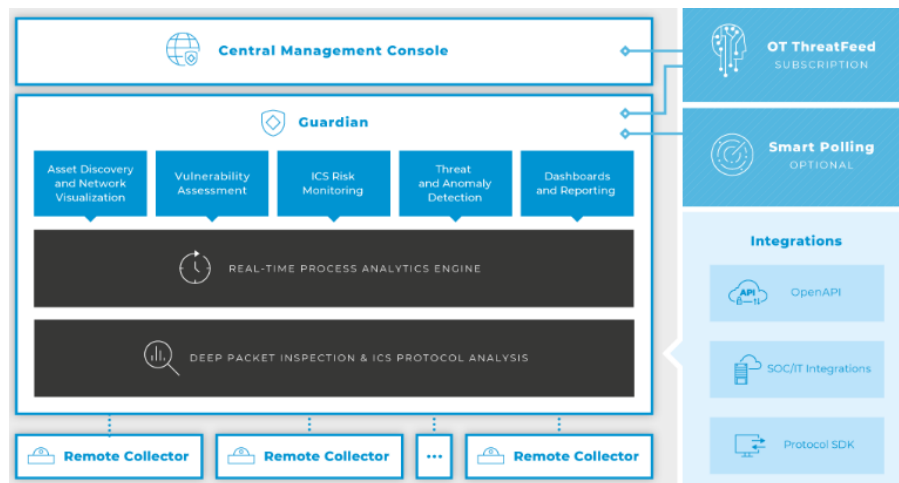 Central Management Console
OT ThreatFeed
SUBSCRIPTION
Guardian
Asset Discovery
and Network
Visualization
Vulnerability
Assessment
ICS Risk
Monitoring
Threat
and Anomaly
Detection
Dashboards
and Reporting
Smart Polling
OPTIONAL
REAL-TIME PROCESS ANALYTICS ENGINE
DEEP PACKET INSPECTION & ICS PROTOCOL ANALYSIS
Integrations
API
OpenAPI
SOC/IT Integrations
Protocol SDK
Remote Collector
Remote Collector
...
Remote Collector